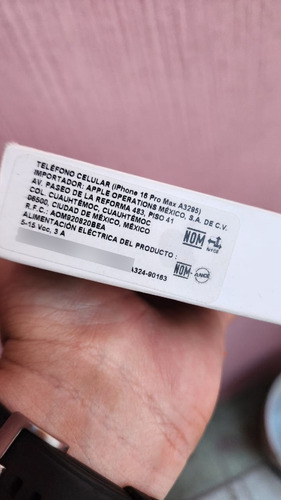 TELÉFONO CELULAR (iPhone 16 Pro Max A3295)
IMPORTADOR: APPLE OPERATIONS MÉXICO, S.A. DE C.V.
AV. PASEO DE LA REFORMA 483, PISO 41
COL. CUAUHTÉMOC, CUAUHTÉMOC
06500, CIUDAD DE MÉXICO, MÉXICO
R.F.C.: AOM920820BEA
ALIMENTACIÓN ELÉCTRICA DEL PRODUCTO:
5-15 Vcc, 3 A
NOM
NYCE
NOM
ANCE
A324-90163